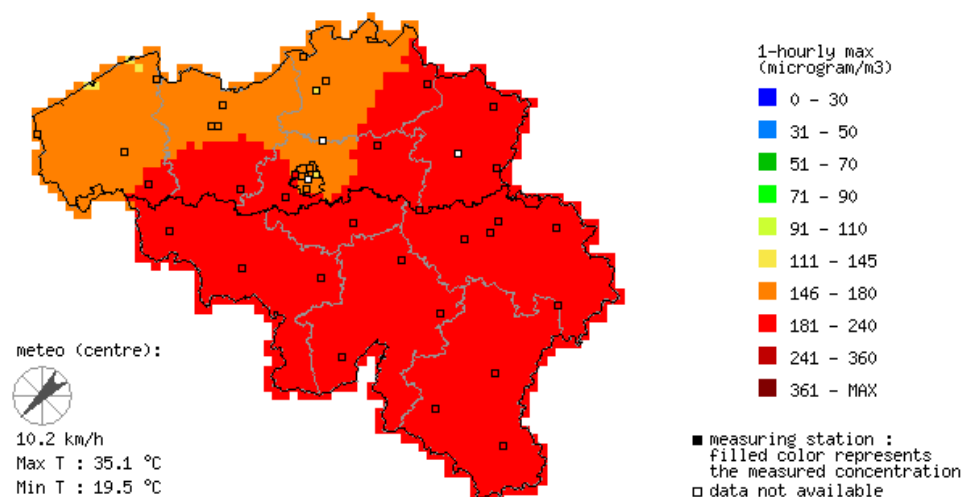 1-hourly max
(microgram/m3)
0 - 30
31 - 50
51 - 70
71 - 90
91 - 110
111 - 145
146 - 180
181 - 240
241 - 360
361 - MAX
meteo (centre):
10.2 km/h
Max T : 35.1 °C
Min T : 19.5 °C
measuring station :
filled color represents
the measured concentration
data not available